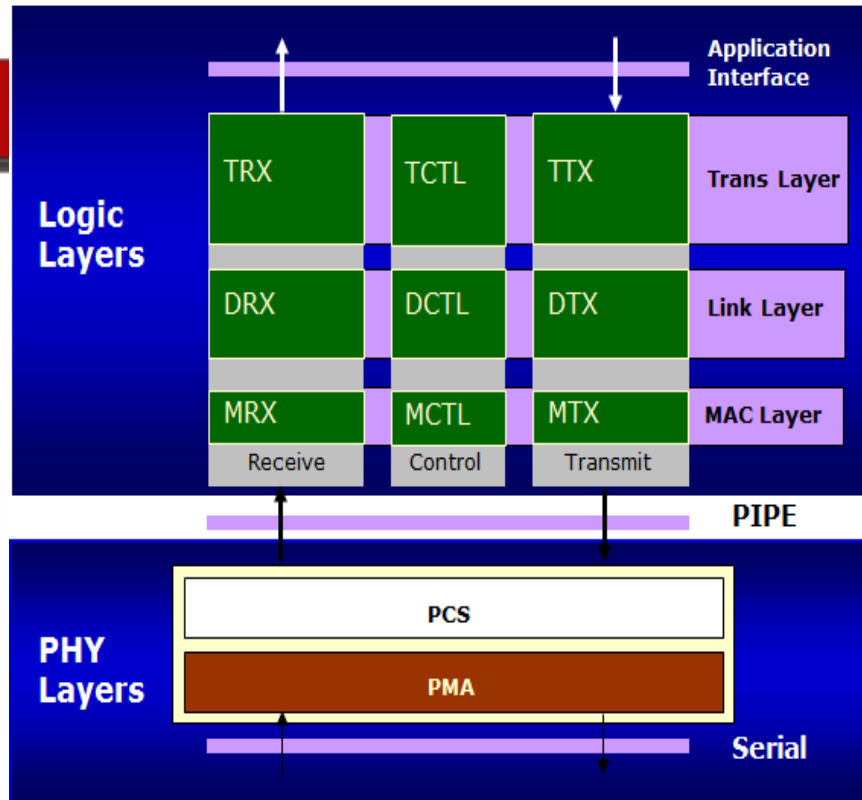 Application
Interface
TRX
TCTL
TTX
Trans Layer
Logic
Layers
DRX
DCTL
DTX
Link Layer
MRX
MCTL
MTX
MAC Layer
Receive
Control
Transmit
PIPE
PCS
PHY
Layers
PMA
Serial